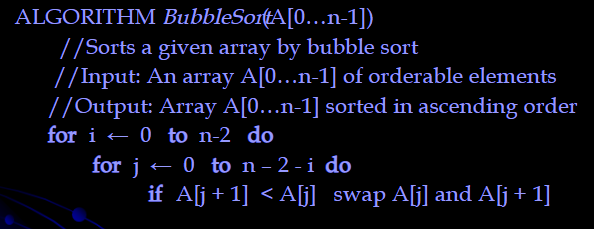 ALGORITHM BubbleSort(A[0…n-1])
//Sorts a given array by bubble sort
//Input: An array A[0…n-1] of orderable elements
//Output: Array A[0…n-1] sorted in ascending order
for i ← 0 to n-2 do
for j ← 0 to n – 2 - i do
if A[j + 1] < A[j] swap A[j] and A[j + 1]